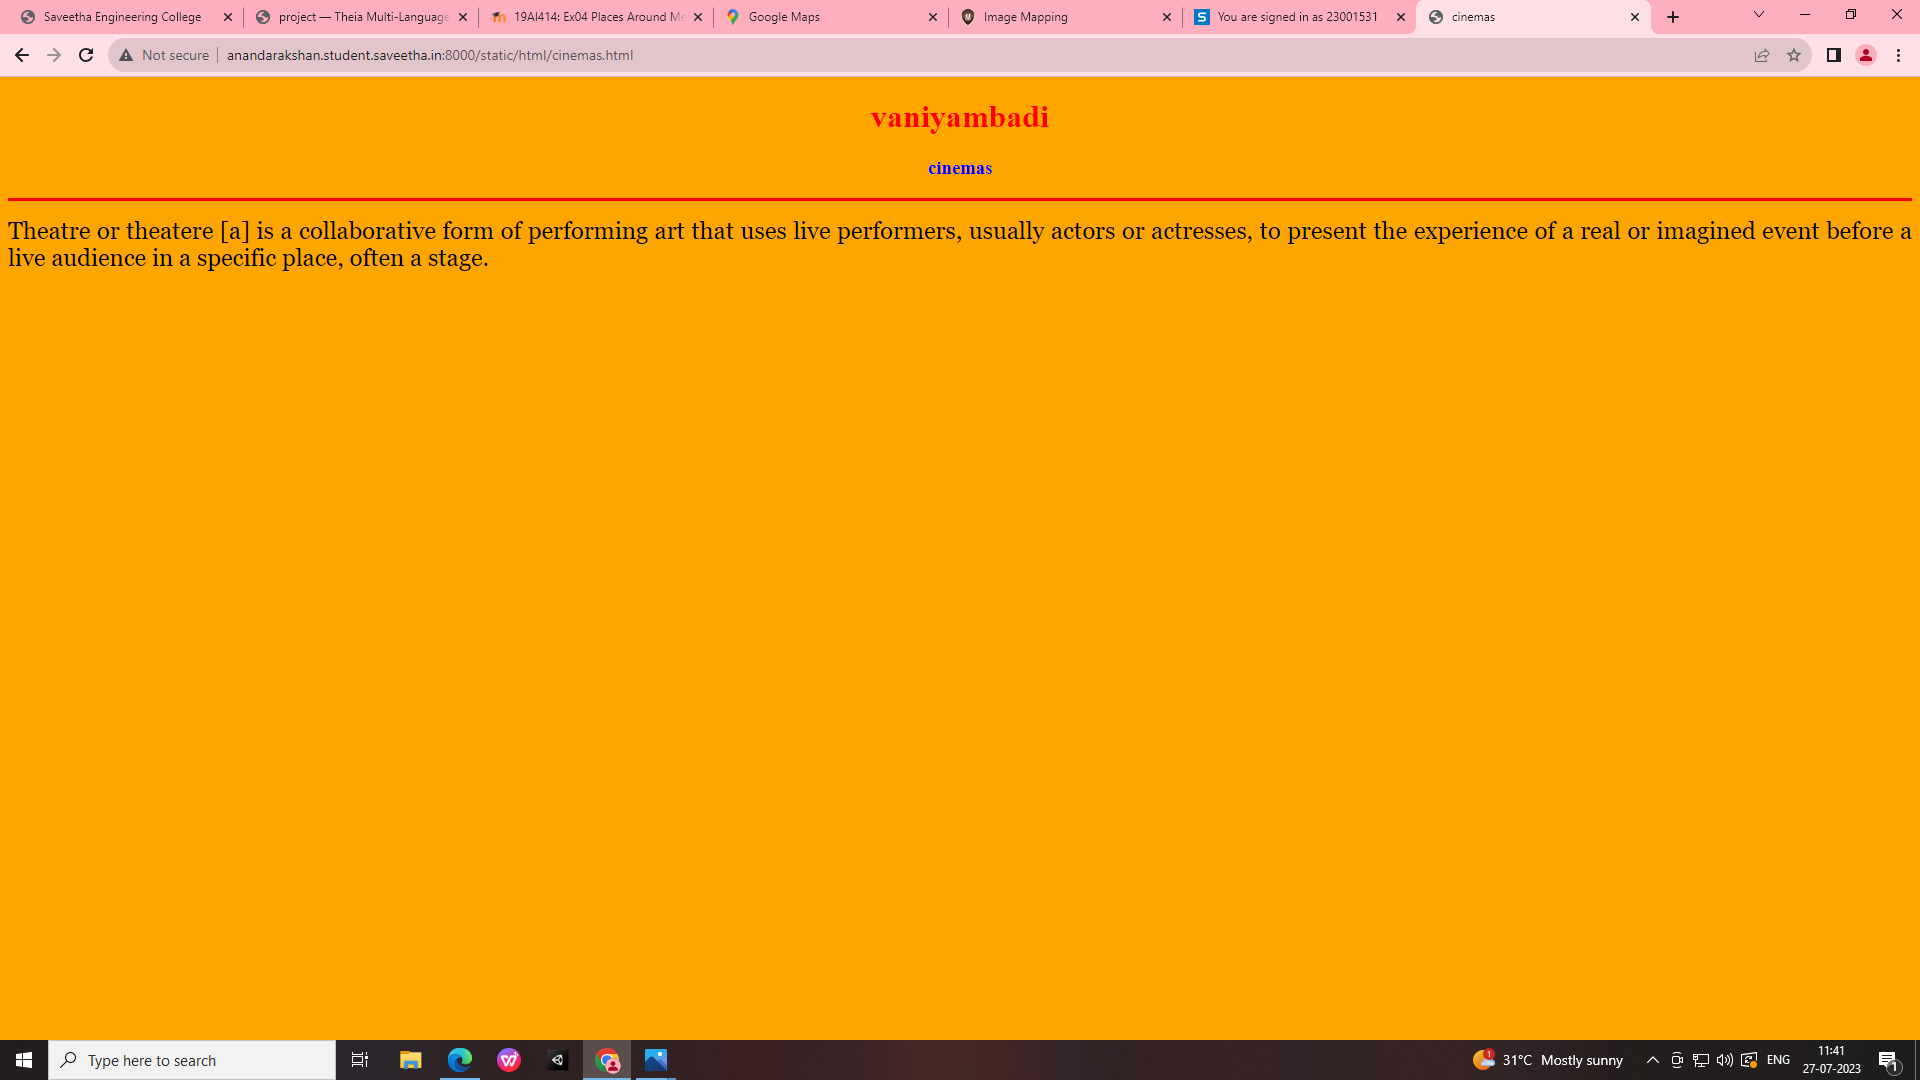 Saveetha Engineering College
project — Theia Multi-Language
19AI414: Ex04 Places Around Me
Google Maps
Image Mapping
You are signed in as 23001531
cinemas
Not secure
anandarakshan.student.saveetha.in:8000/static/html/cinemas.html
vaniyambadi
cinemas
Theatre or theatere [a] is a collaborative form of performing art that uses live performers, usually actors or actresses, to present the experience of a real or imagined event before a
live audience in a specific place, often a stage.
Type here to search
1
31°C Mostly sunny
ENG
11:41
27-07-2023
1